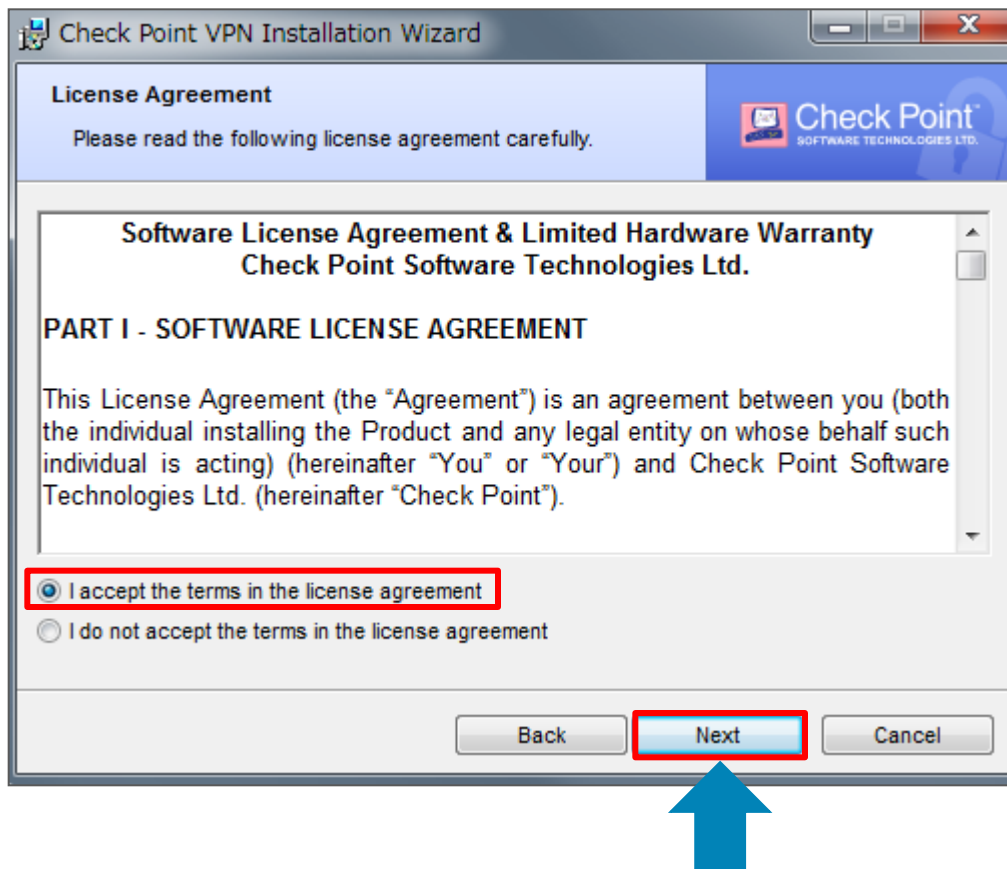 Check Point VPN Installation Wizard
License Agreement
Please read the following license agreement carefully.
Check Point™
SOFTWARE TECHNOLOGIES LTD.
Software License Agreement & Limited Hardware Warranty
Check Point Software Technologies Ltd.
PART I - SOFTWARE LICENSE AGREEMENT
This License Agreement (the “Agreement”) is an agreement between you (both
the individual installing the Product and any legal entity on whose behalf such
individual is acting) (hereinafter “You” or “Your”) and Check Point Software
Technologies Ltd. (hereinafter “Check Point”).
I accept the terms in the license agreement
I do not accept the terms in the license agreement
Back
Next
Cancel